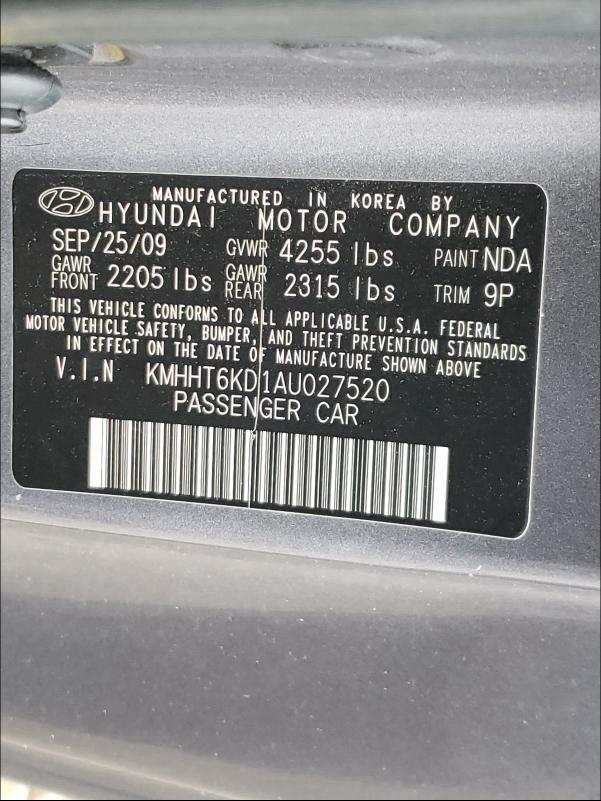 MANUFACTURED IN KOREA BY
HYUNDAI MOTOR COMPANY
SEP/25/09 GVWR 4255 lbs PAINT NDA
GAWR FRONT 2205 lbs GAWR REAR 2315 lbs TRIM 9P
THIS VEHICLE CONFORMS TO ALL APPLICABLE U.S.A. FEDERAL
MOTOR VEHICLE SAFETY, BUMPER, AND THEFT PREVENTION STANDARDS
IN EFFECT ON THE DATE OF MANUFACTURE SHOWN ABOVE
V.I.N KMHHT6KD1AU027520
PASSENGER CAR